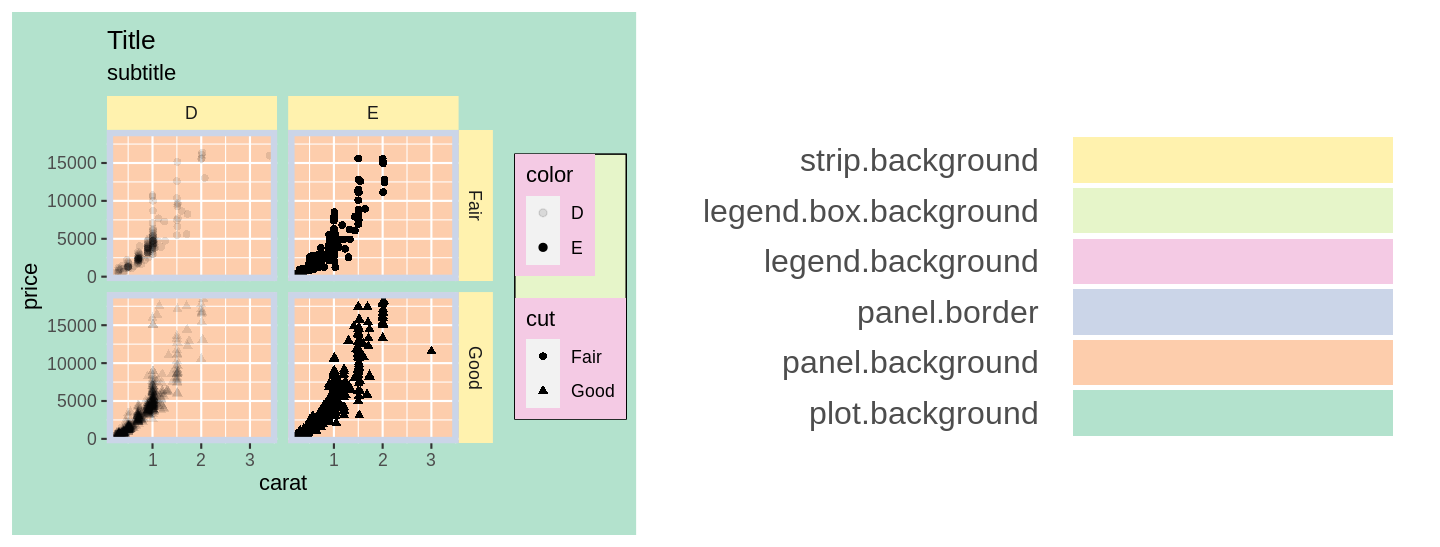 Title
subtitle
D
E
15000
10000
5000
0
Fair
price
15000
10000
5000
0
Good
1
2
3
1
2
3
carat
color
D
E
cut
Fair
Good
strip.background
legend.box.background
legend.background
panel.border
panel.background
plot.background